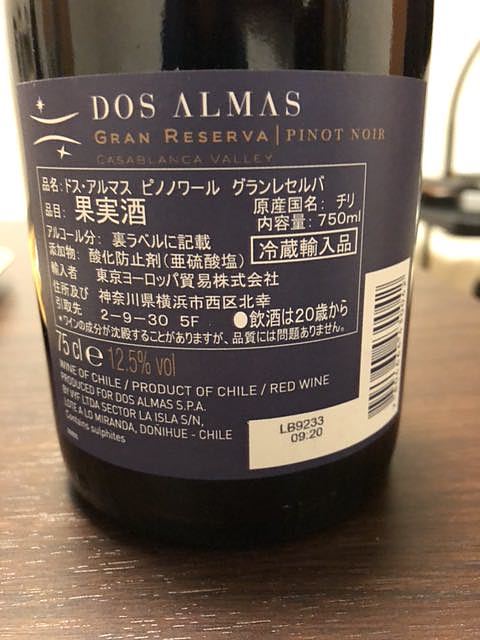 DOS ALMAS
GRAN RESERVA | PINOT NOIR
CASABLANCA VALLEY
品名: ドス・アルマス ピノノワール グランレセルバ
品目: 果実酒 原産国名: チリ
内容量: 750ml
アルコール分: 裏ラベルに記載
添加物: 酸化防止剤(亜硫酸塩) 冷蔵輸入品
輸入者 東京ヨーロッパ貿易株式会社
住所及び 神奈川県横浜市西区北幸
引取先 2-9-30 5F ●飲酒は20歳から
*ワインの成分が沈殿することがありますが、品質には問題ありません。
75 cl e 12.5% vol
WINE OF CHILE / PRODUCT OF CHILE / RED WINE
PRODUCED FOR DOS ALMAS S.P.A.
BY VYF LTDA SECTOR LA ISLA S/N,
LOTE A LO MIRANDA, DOÑIHUE - CHILE
Contains sulphites
LB9233
09:20